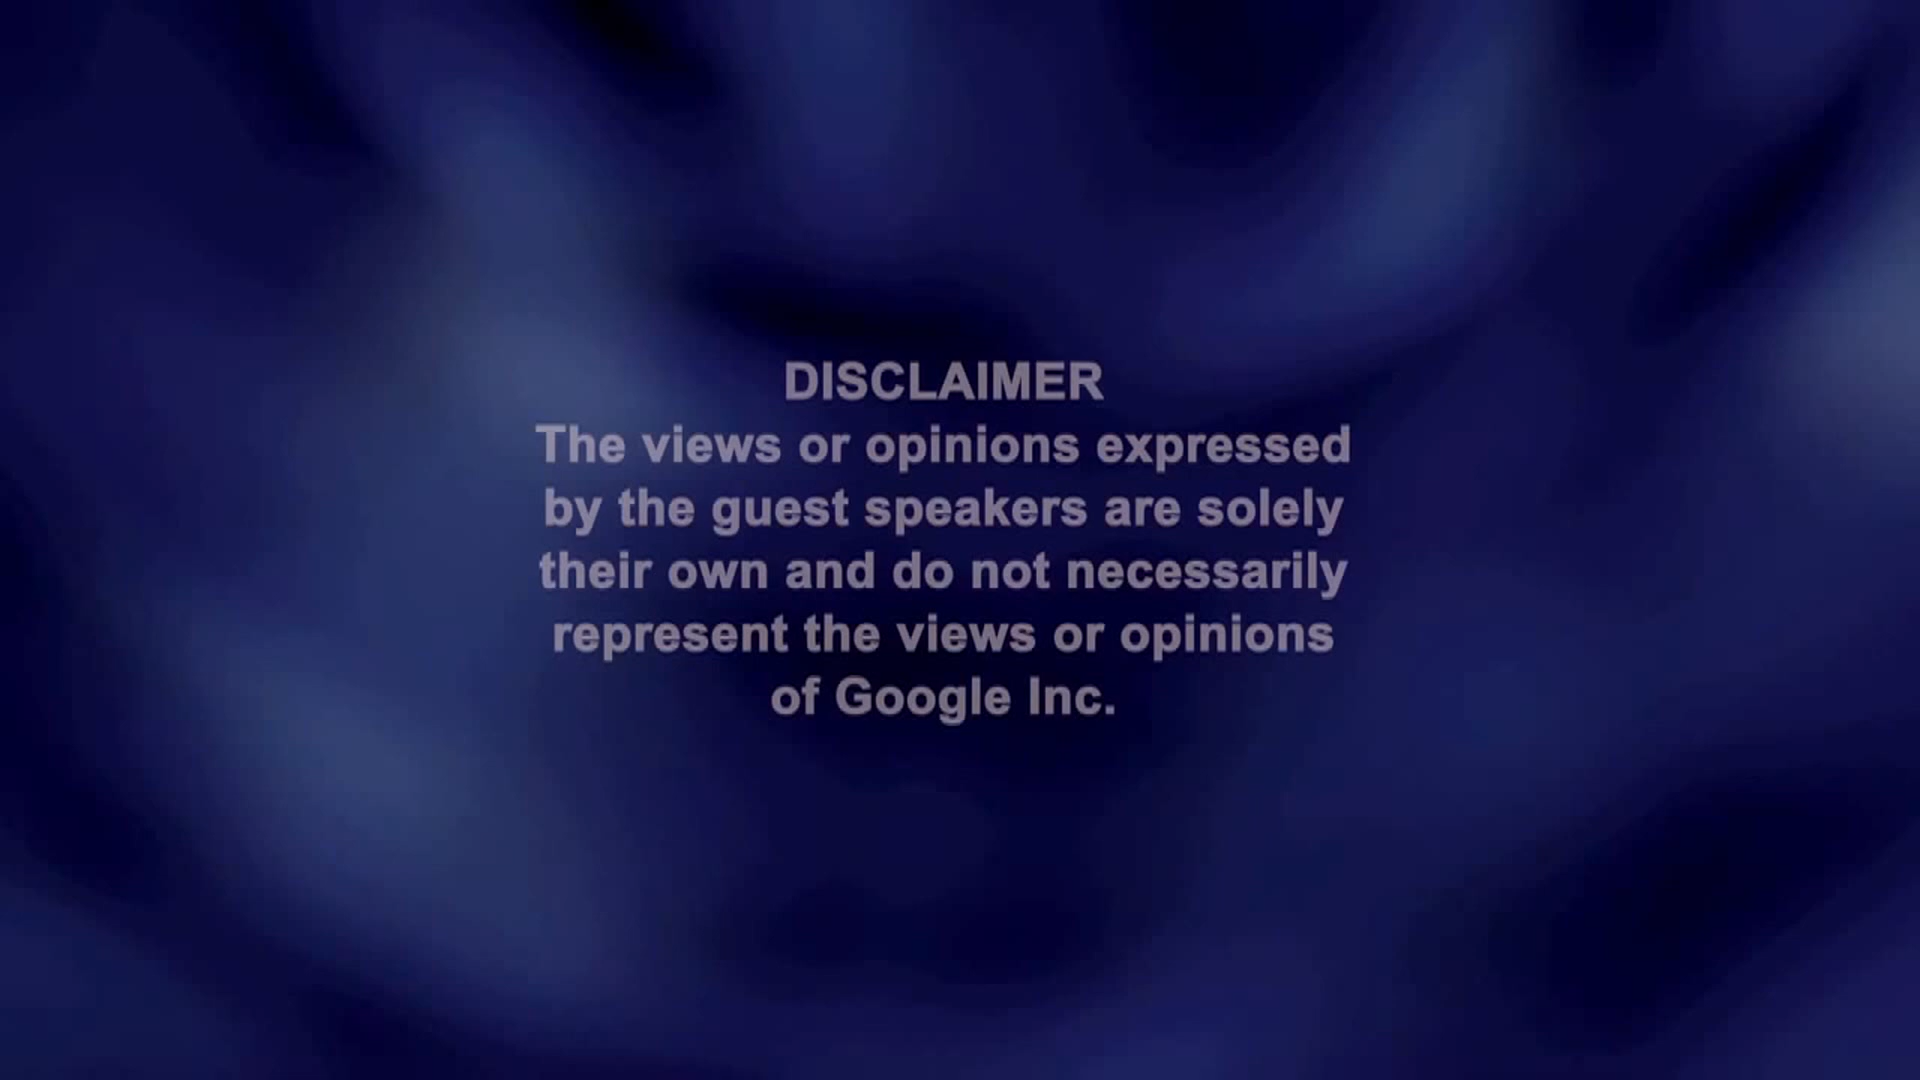 DISCLAIMER
The views or opinions expressed
by the guest speakers are solely
their own and do not necessarily
represent the views or opinions
of Google Inc.